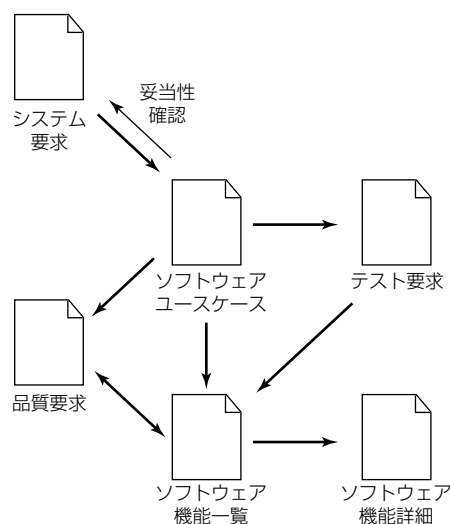 妥当性
確認
システム
要求
ソフトウェア
ユースケース
テスト要求
品質要求
ソフトウェア
機能一覧
ソフトウェア
機能詳細